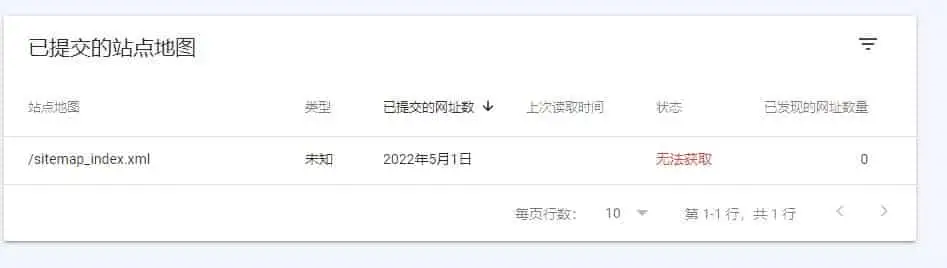 已提交的站点地图
站点地图 类型 已提交的网址数 上次读取时间 状态 已发现的网址数量
/sitemap_index.xml 未知 2022年5月1日 无法获取 0
每页行数： 10 第 1-1 行，共 1 行